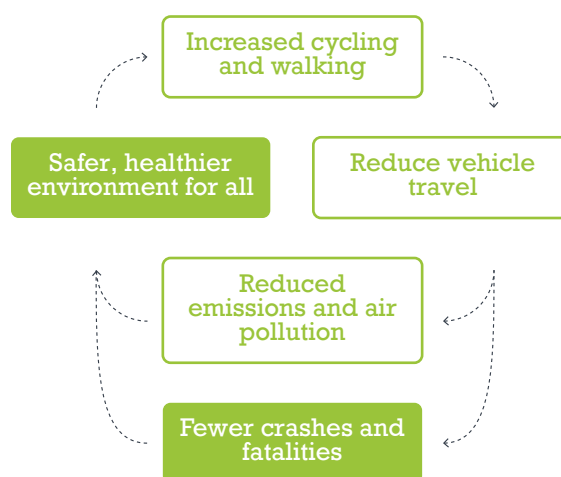 Increased cycling
and walking
Safer, healthier
environment for all
Reduce vehicle
travel
Reduced
emissions and air
pollution
Fewer crashes and
fatalities